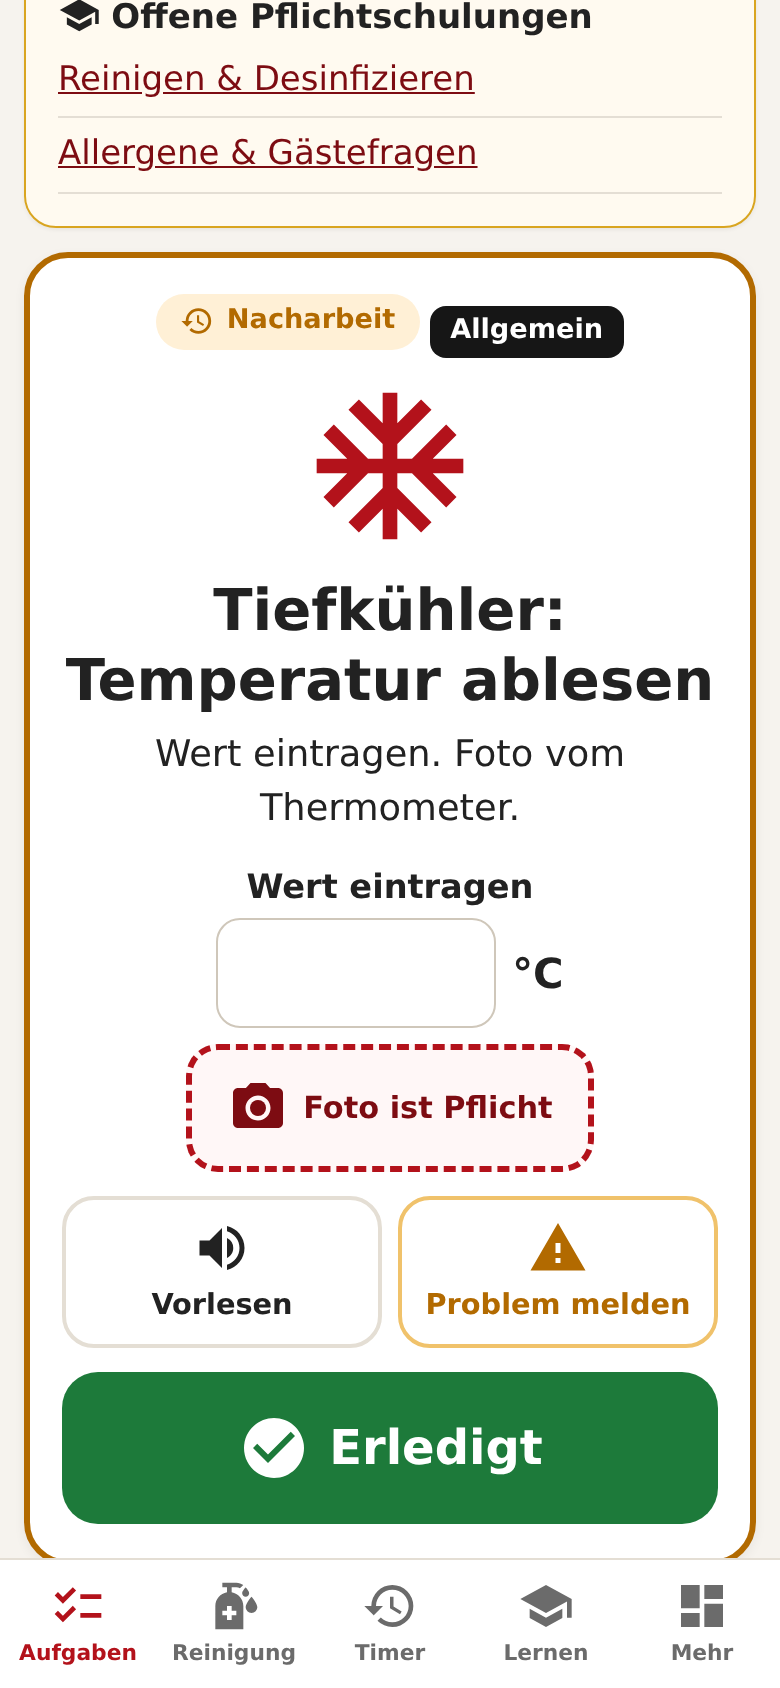 Offene Pflichtschulungen
Reinigen & Desinfizieren
Allergene & Gästefragen
Nacharbeit
Allgemein
Tiefkühler:
Temperatur ablesen
Wert eintragen. Foto vom
Thermometer.
Wert eintragen
°C
Foto ist Pflicht
Vorlesen
Problem melden
Erledigt
Aufgaben
Reinigung
Timer
Lernen
Mehr